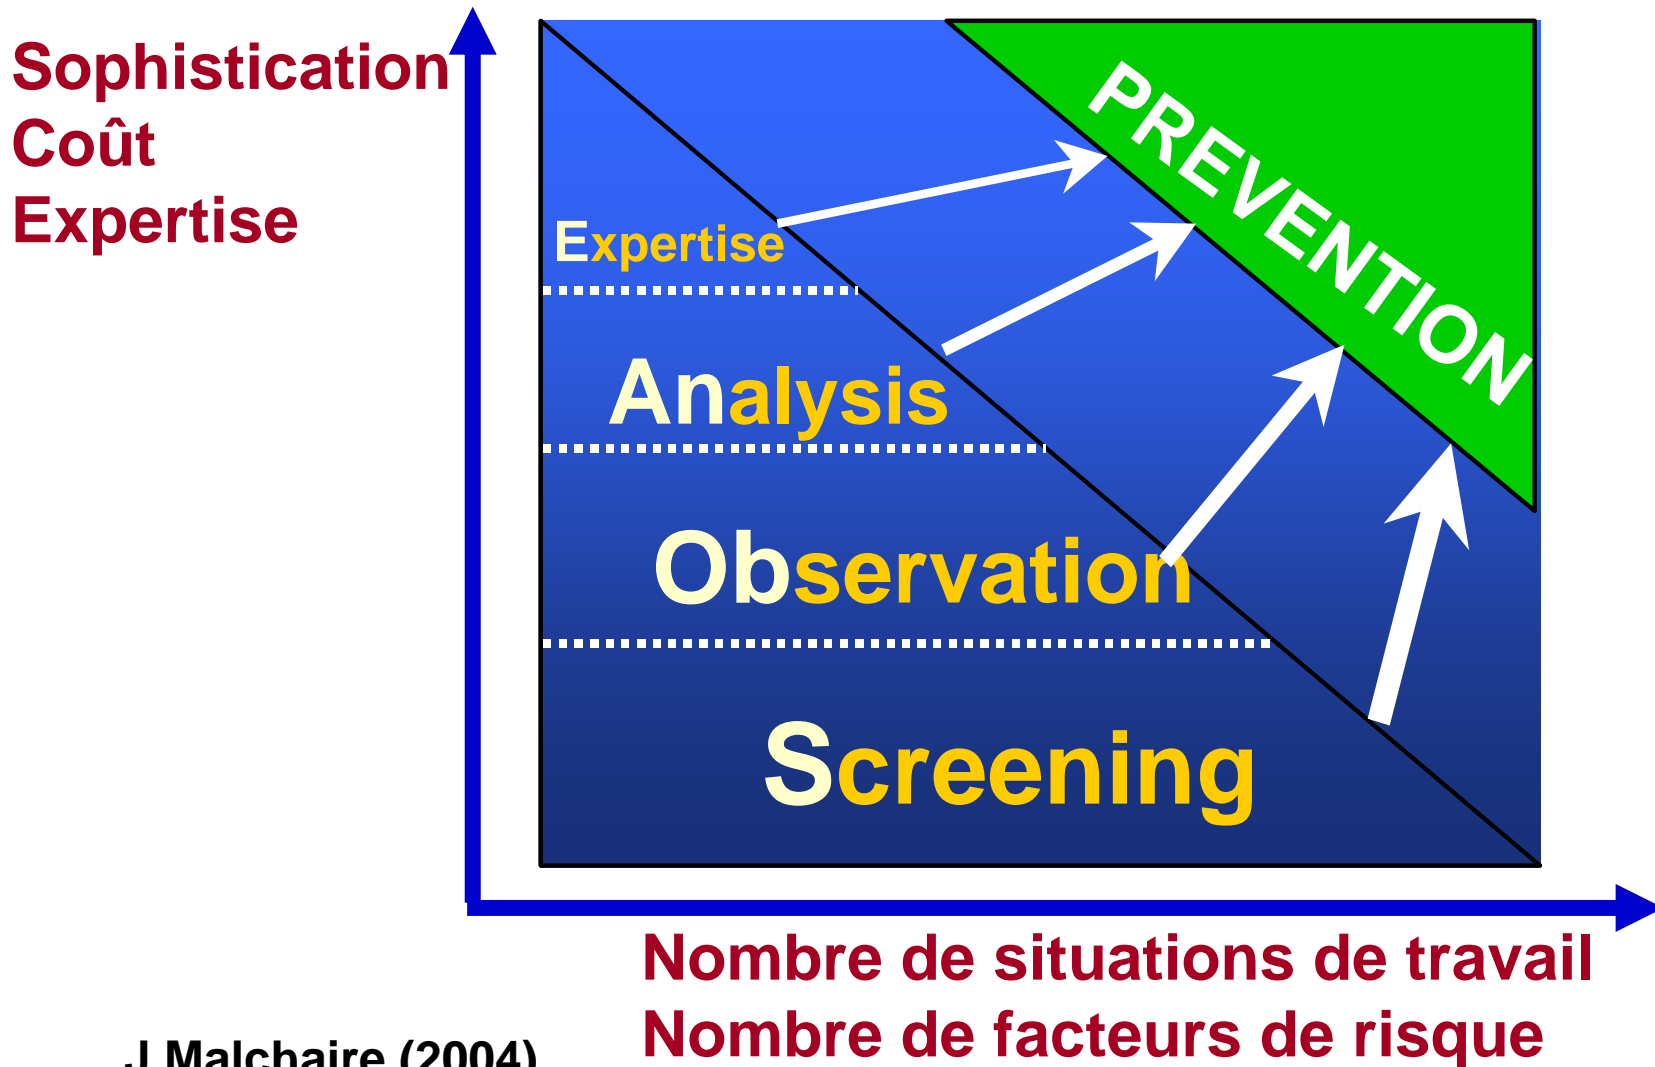 Sophistication
Coût
Expertise
PREVENTION
Expertise
Analysis
Observation
Screening
Nombre de situations de travail
Nombre de facteurs de risque
J Malchaire (2004)